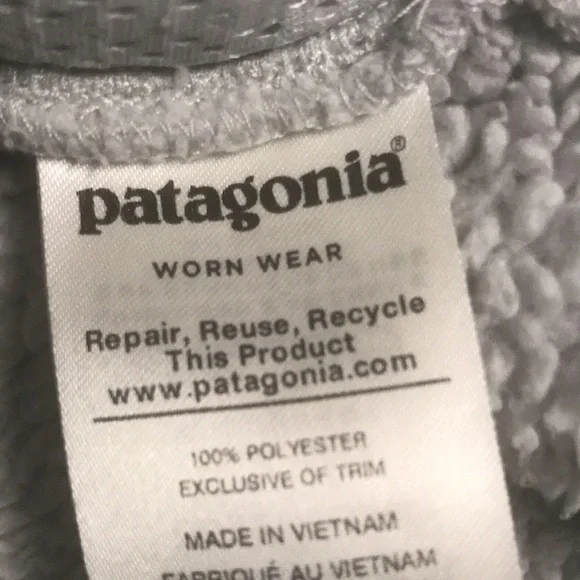 patagonia®
WORN WEAR
Repair, Reuse, Recycle
This Product
www.patagonia.com
100% POLYESTER
EXCLUSIVE OF TRIM
MADE IN VIETNAM
FABRIQUÉ AU VIETNAM